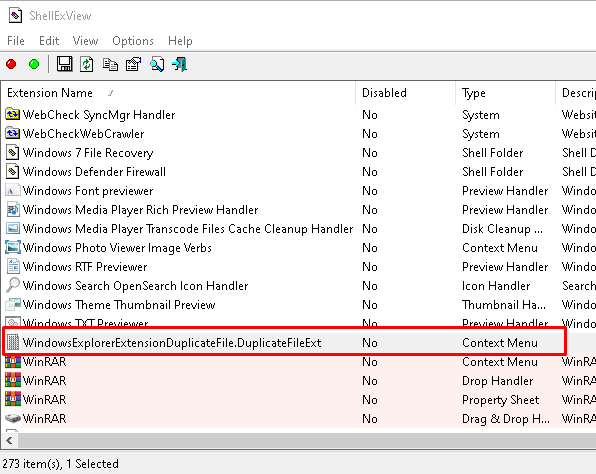 ShellExView
File Edit View Options Help
Extension Name Disabled Type Descrip
WebCheck SyncMgr Handler No System Websit
WebCheckWebCrawler No System Websit
Windows 7 File Recovery No Shell Folder Shell D
Windows Defender Firewall No Shell Folder Shell D
Windows Font previewer No Preview Handler Windo
Windows Media Player Rich Preview Handler No Preview Handler Windo
Windows Media Player Transcode Files Cache Cleanup Handler No Disk Cleanup ... Windo
Windows Photo Viewer Image Verbs No Context Menu Windo
Windows RTF Previewer No Preview Handler Windo
Windows Search OpenSearch Icon Handler No Icon Handler Search
Windows Theme Thumbnail Preview No Thumbnail Ha... Windo
Windows TXT Previewer No Preview Handler Windo
WindowsExplorerExtensionDuplicateFile.DuplicateFileExt No Context Menu
WinRAR No Context Menu WinRA
WinRAR No Drop Handler WinRA
WinRAR No Property Sheet WinRA
WinRAR No Drag & Drop H... WinRA
273 item(s), 1 Selected